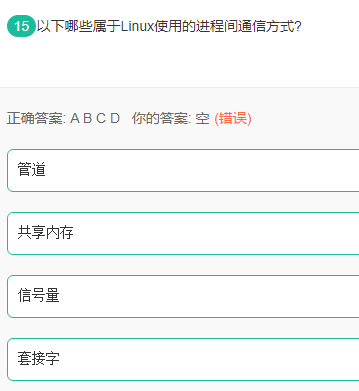 15 以下哪些属于Linux使用的进程间通信方式?
正确答案: A B C D 你的答案: 空 (错误)
管道
共享内存
信号量
套接字